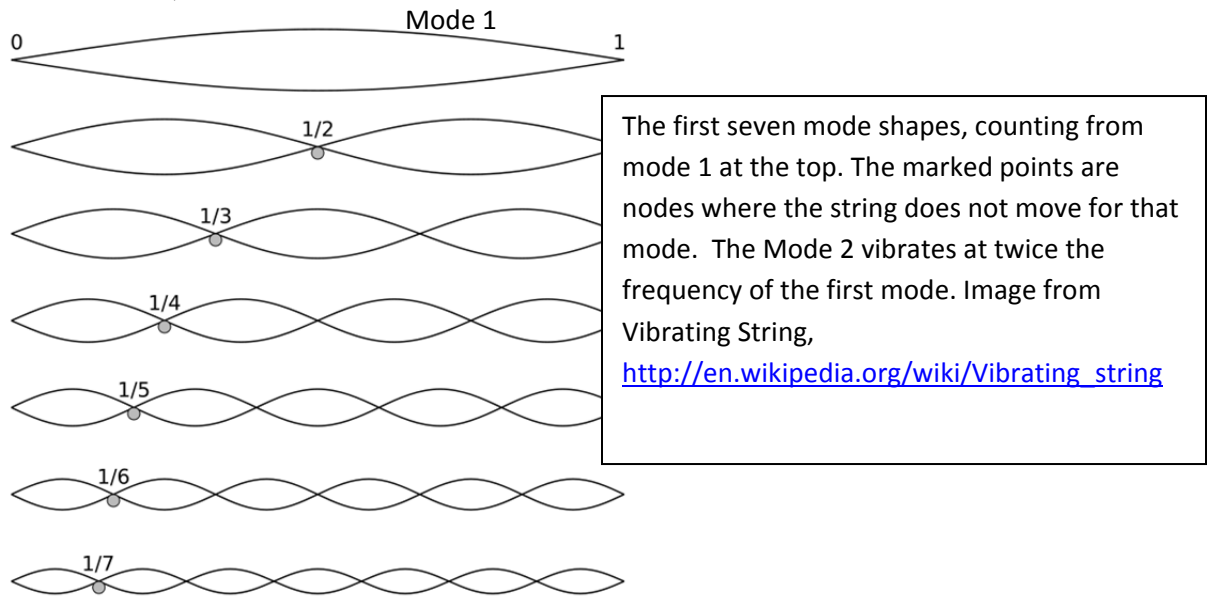 Mode 1
0
1
1/2
1/3
1/4
1/5
1/6
1/7
The first seven mode shapes, counting from
mode 1 at the top. The marked points are
nodes where the string does not move for that
mode.  The Mode 2 vibrates at twice the
frequency of the first mode. Image from
Vibrating String,
http://en.wikipedia.org/wiki/Vibrating_string